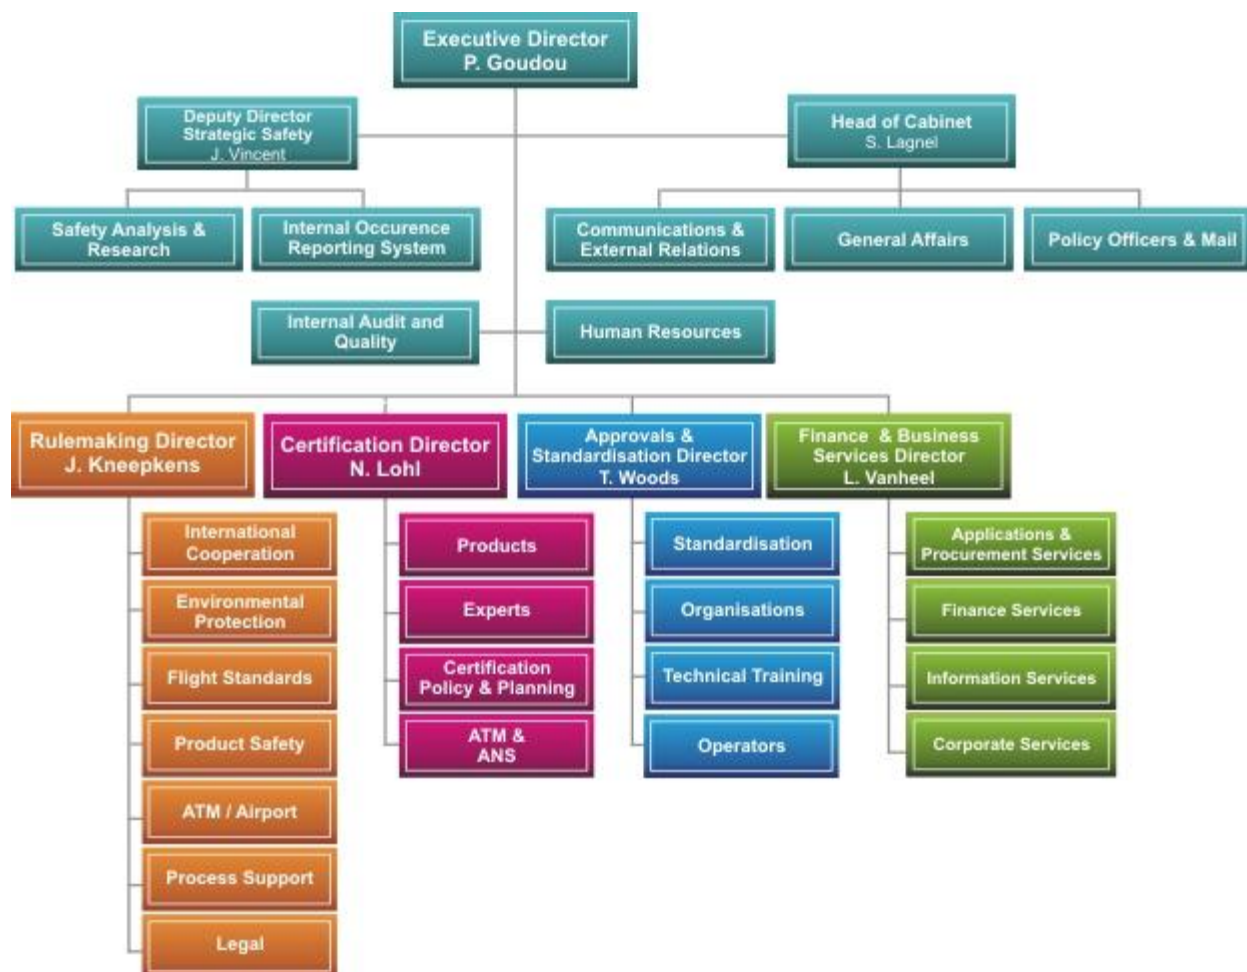 Executive Director
P. Goudou
Deputy Director
Strategic Safety
J. Vincent
Head of Cabinet
S. Lagnel
Safety Analysis &
Research
Internal Occurence
Reporting System
Communications &
External Relations
General Affairs
Policy Officers & Mail
Internal Audit and
Quality
Human Resources
Rulemaking Director
J. Kneepkens
Certification Director
N. Lohl
Approvals &
Standardisation Director
T. Woods
Finance & Business
Services Director
L. Vanheel
International
Cooperation
Environmental
Protection
Flight Standards
Product Safety
ATM / Airport
Process Support
Legal
Products
Experts
Certification
Policy & Planning
ATM &
ANS
Standardisation
Organisations
Technical Training
Operators
Applications &
Procurement Services
Finance Services
Information Services
Corporate Services